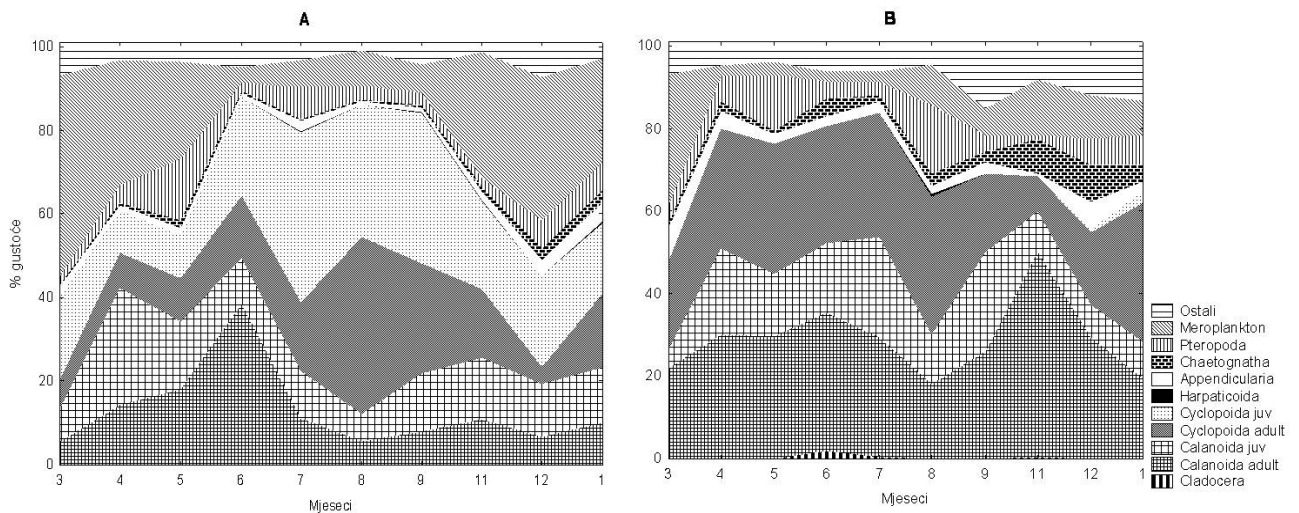 A
B
100
80
60
40
20
0
% gustoće
3 4 5 6 7 8 9 11 12 1
Mjeseci
100
80
60
40
20
0
3 4 5 6 7 8 9 11 12 1
Mjeseci
Ostali
Meroplankton
Pteropoda
Chaetognatha
Appendicularia
Harpaticoida
Cyclopoida juv
Cyclopoida adult
Calanoida juv
Calanoida adult
Cladocera